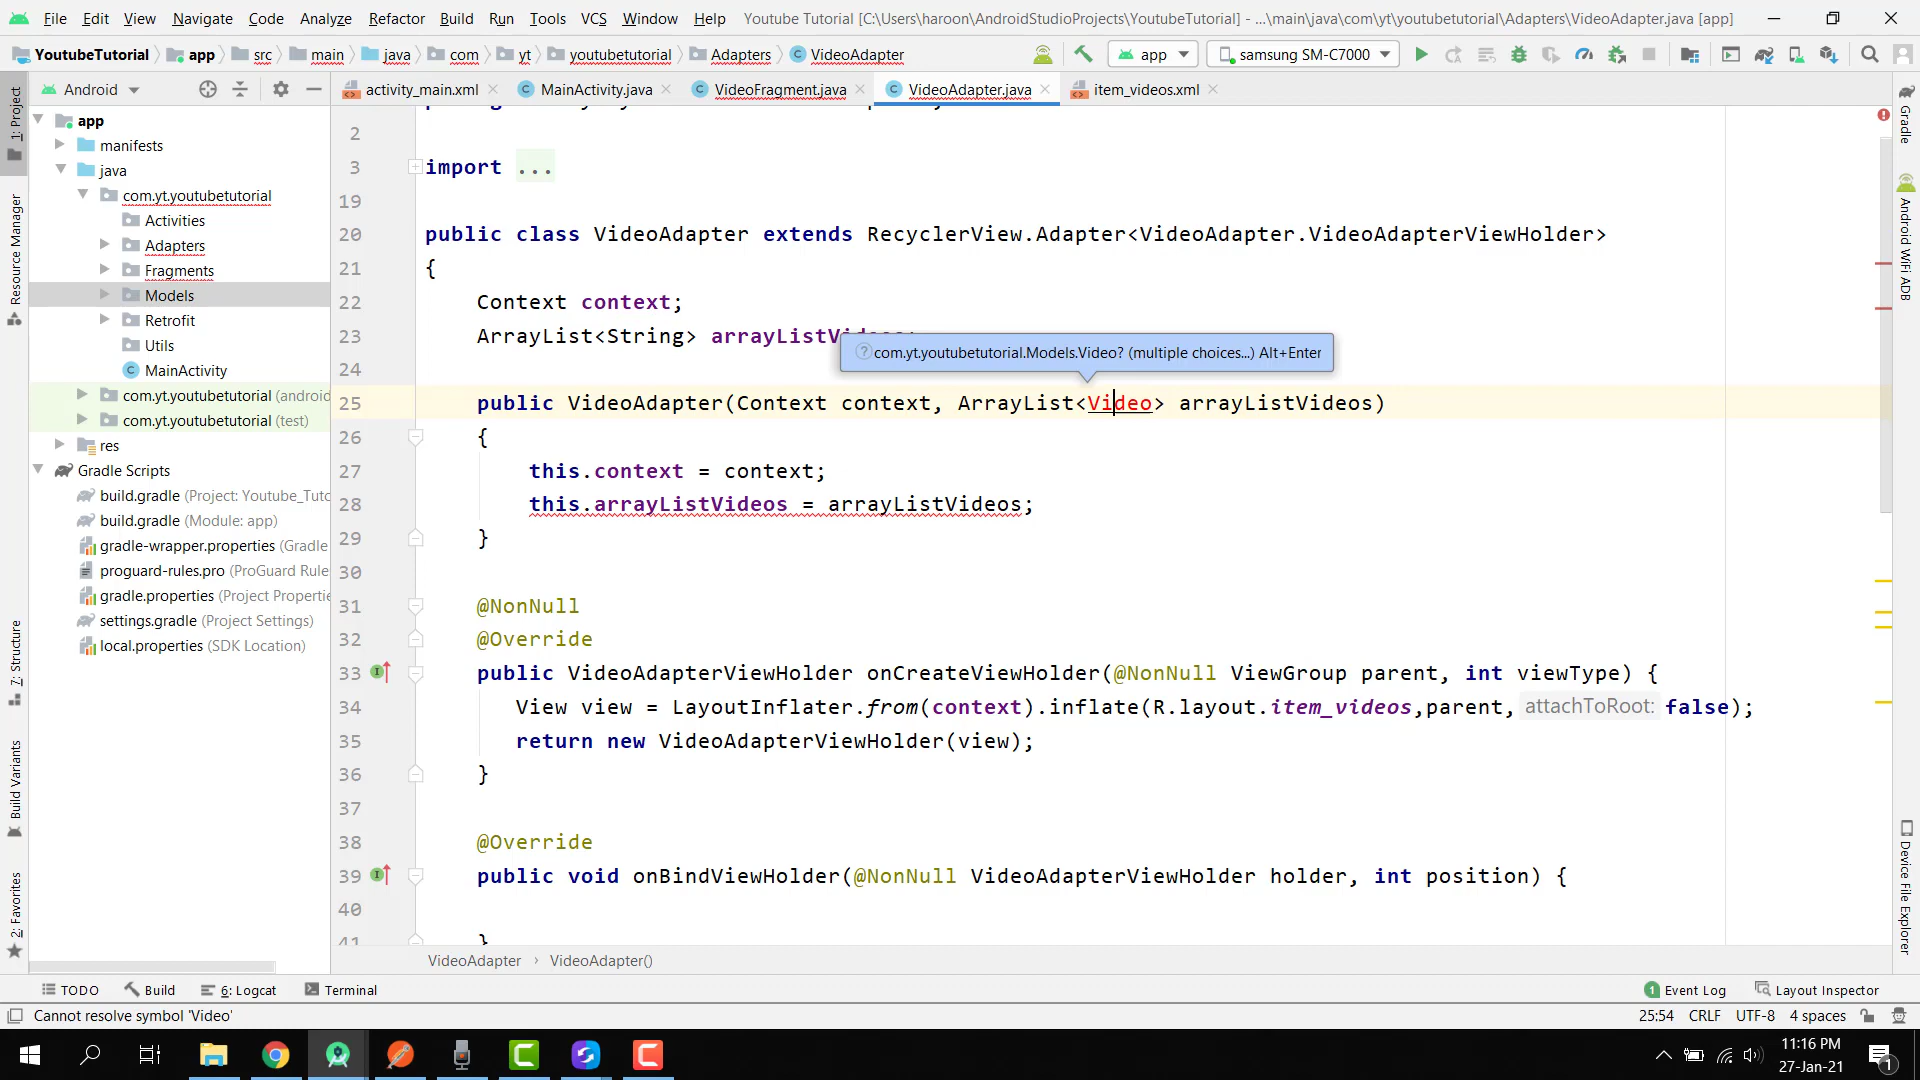 File Edit View Navigate Code Analyze Refactor Build Run Tools VCS Window Help Youtube Tutorial [C:\Users\haroon\AndroidStudioProjects\YoutubeTutorial] - ...\main\java\com\yt\youtubetutorial\Adapters\VideoAdapter.java [app]
YoutubeTutorial app src main java com yt youtubetutorial Adapters VideoAdapter app samsung SM-C7000
Android activity_main.xml MainActivity.java VideoFragment.java VideoAdapter.java item_videos.xml
1: Project
Resource Manager
7: Structure
Build Variants
2: Favorites
app
manifests
java
com.yt.youtubetutorial
Activities
Adapters
Fragments
Models
Retrofit
Utils
MainActivity
com.yt.youtubetutorial (android
com.yt.youtubetutorial (test)
res
Gradle Scripts
build.gradle (Project: Youtube_Tuto
build.gradle (Module: app)
gradle-wrapper.properties (Gradle
proguard-rules.pro (ProGuard Rule
gradle.properties (Project Propertie
settings.gradle (Project Settings)
local.properties (SDK Location)
2
3 import ...
19
20 public class VideoAdapter extends RecyclerView.Adapter<VideoAdapter.VideoAdapterViewHolder>
21 {
22 Context context;
23 ArrayList<String> arrayListVideos;
com.yt.youtubetutorial.Models.Video? (multiple choices...) Alt+Enter
24
25 public VideoAdapter(Context context, ArrayList<Video> arrayListVideos)
26 {
27 this.context = context;
28 this.arrayListVideos = arrayListVideos;
29 }
30
31 @NonNull
32 @Override
33 public VideoAdapterViewHolder onCreateViewHolder(@NonNull ViewGroup parent, int viewType) {
34 View view = LayoutInflater.from(context).inflate(R.layout.item_videos,parent, attachToRoot: false);
35 return new VideoAdapterViewHolder(view);
36 }
37
38 @Override
39 public void onBindViewHolder(@NonNull VideoAdapterViewHolder holder, int position) {
40
41 }
VideoAdapter › VideoAdapter()
Gradle
Android WiFi ADB
Device File Explorer
TODO Build 6: Logcat Terminal 1 Event Log Layout Inspector
Cannot resolve symbol 'Video' 25:54 CRLF UTF-8 4 spaces
11:16 PM
27-Jan-21
1